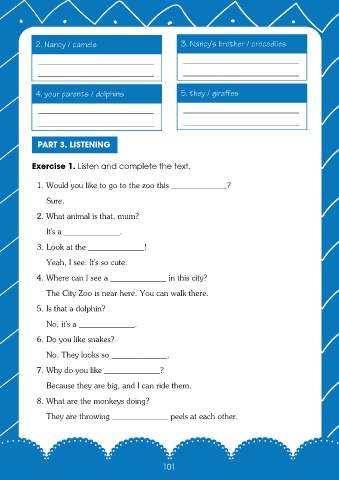 2. Nancy / camels
3. Nancy's brother / crocodiles
4. your parents / dolphins
5. they / giraffes
PART 3. LISTENING
Exercise 1. Listen and complete the text.
1. Would you like to go to the zoo this ______________?
Sure.
2. What animal is that, mum?
It's a ______________.
3. Look at the ______________!
Yeah, I see. It's so cute.
4. Where can I see a ______________ in this city?
The City Zoo is near here. You can walk there.
5. Is that a dolphin?
No, it's a ______________.
6. Do you like snakes?
No. They looks so ______________.
7. Why do you like ______________?
Because they are big, and I can ride them.
8. What are the monkeys doing?
They are throwing ______________ peels at each other.
101